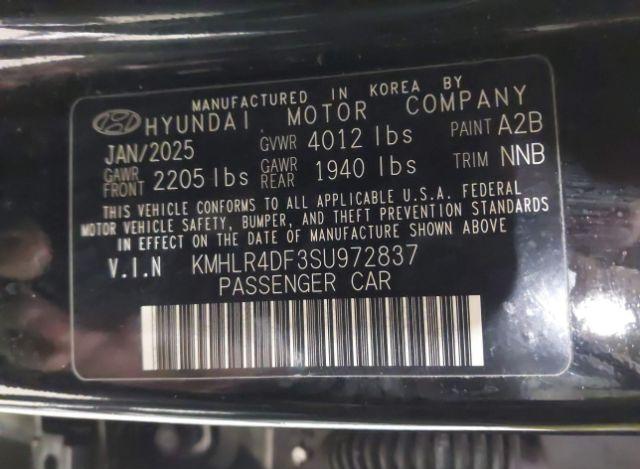 MANUFACTURED IN KOREA BY
HYUNDAI MOTOR COMPANY
JAN/2025 GVWR 4012 lbs PAINT A2B
GAWR FRONT 2205 lbs GAWR REAR 1940 lbs TRIM NNB
THIS VEHICLE CONFORMS TO ALL APPLICABLE U.S.A. FEDERAL
MOTOR VEHICLE SAFETY, BUMPER, AND THEFT PREVENTION STANDARDS
IN EFFECT ON THE DATE OF MANUFACTURE SHOWN ABOVE.
V.I.N KMHLR4DF3SU972837
PASSENGER CAR